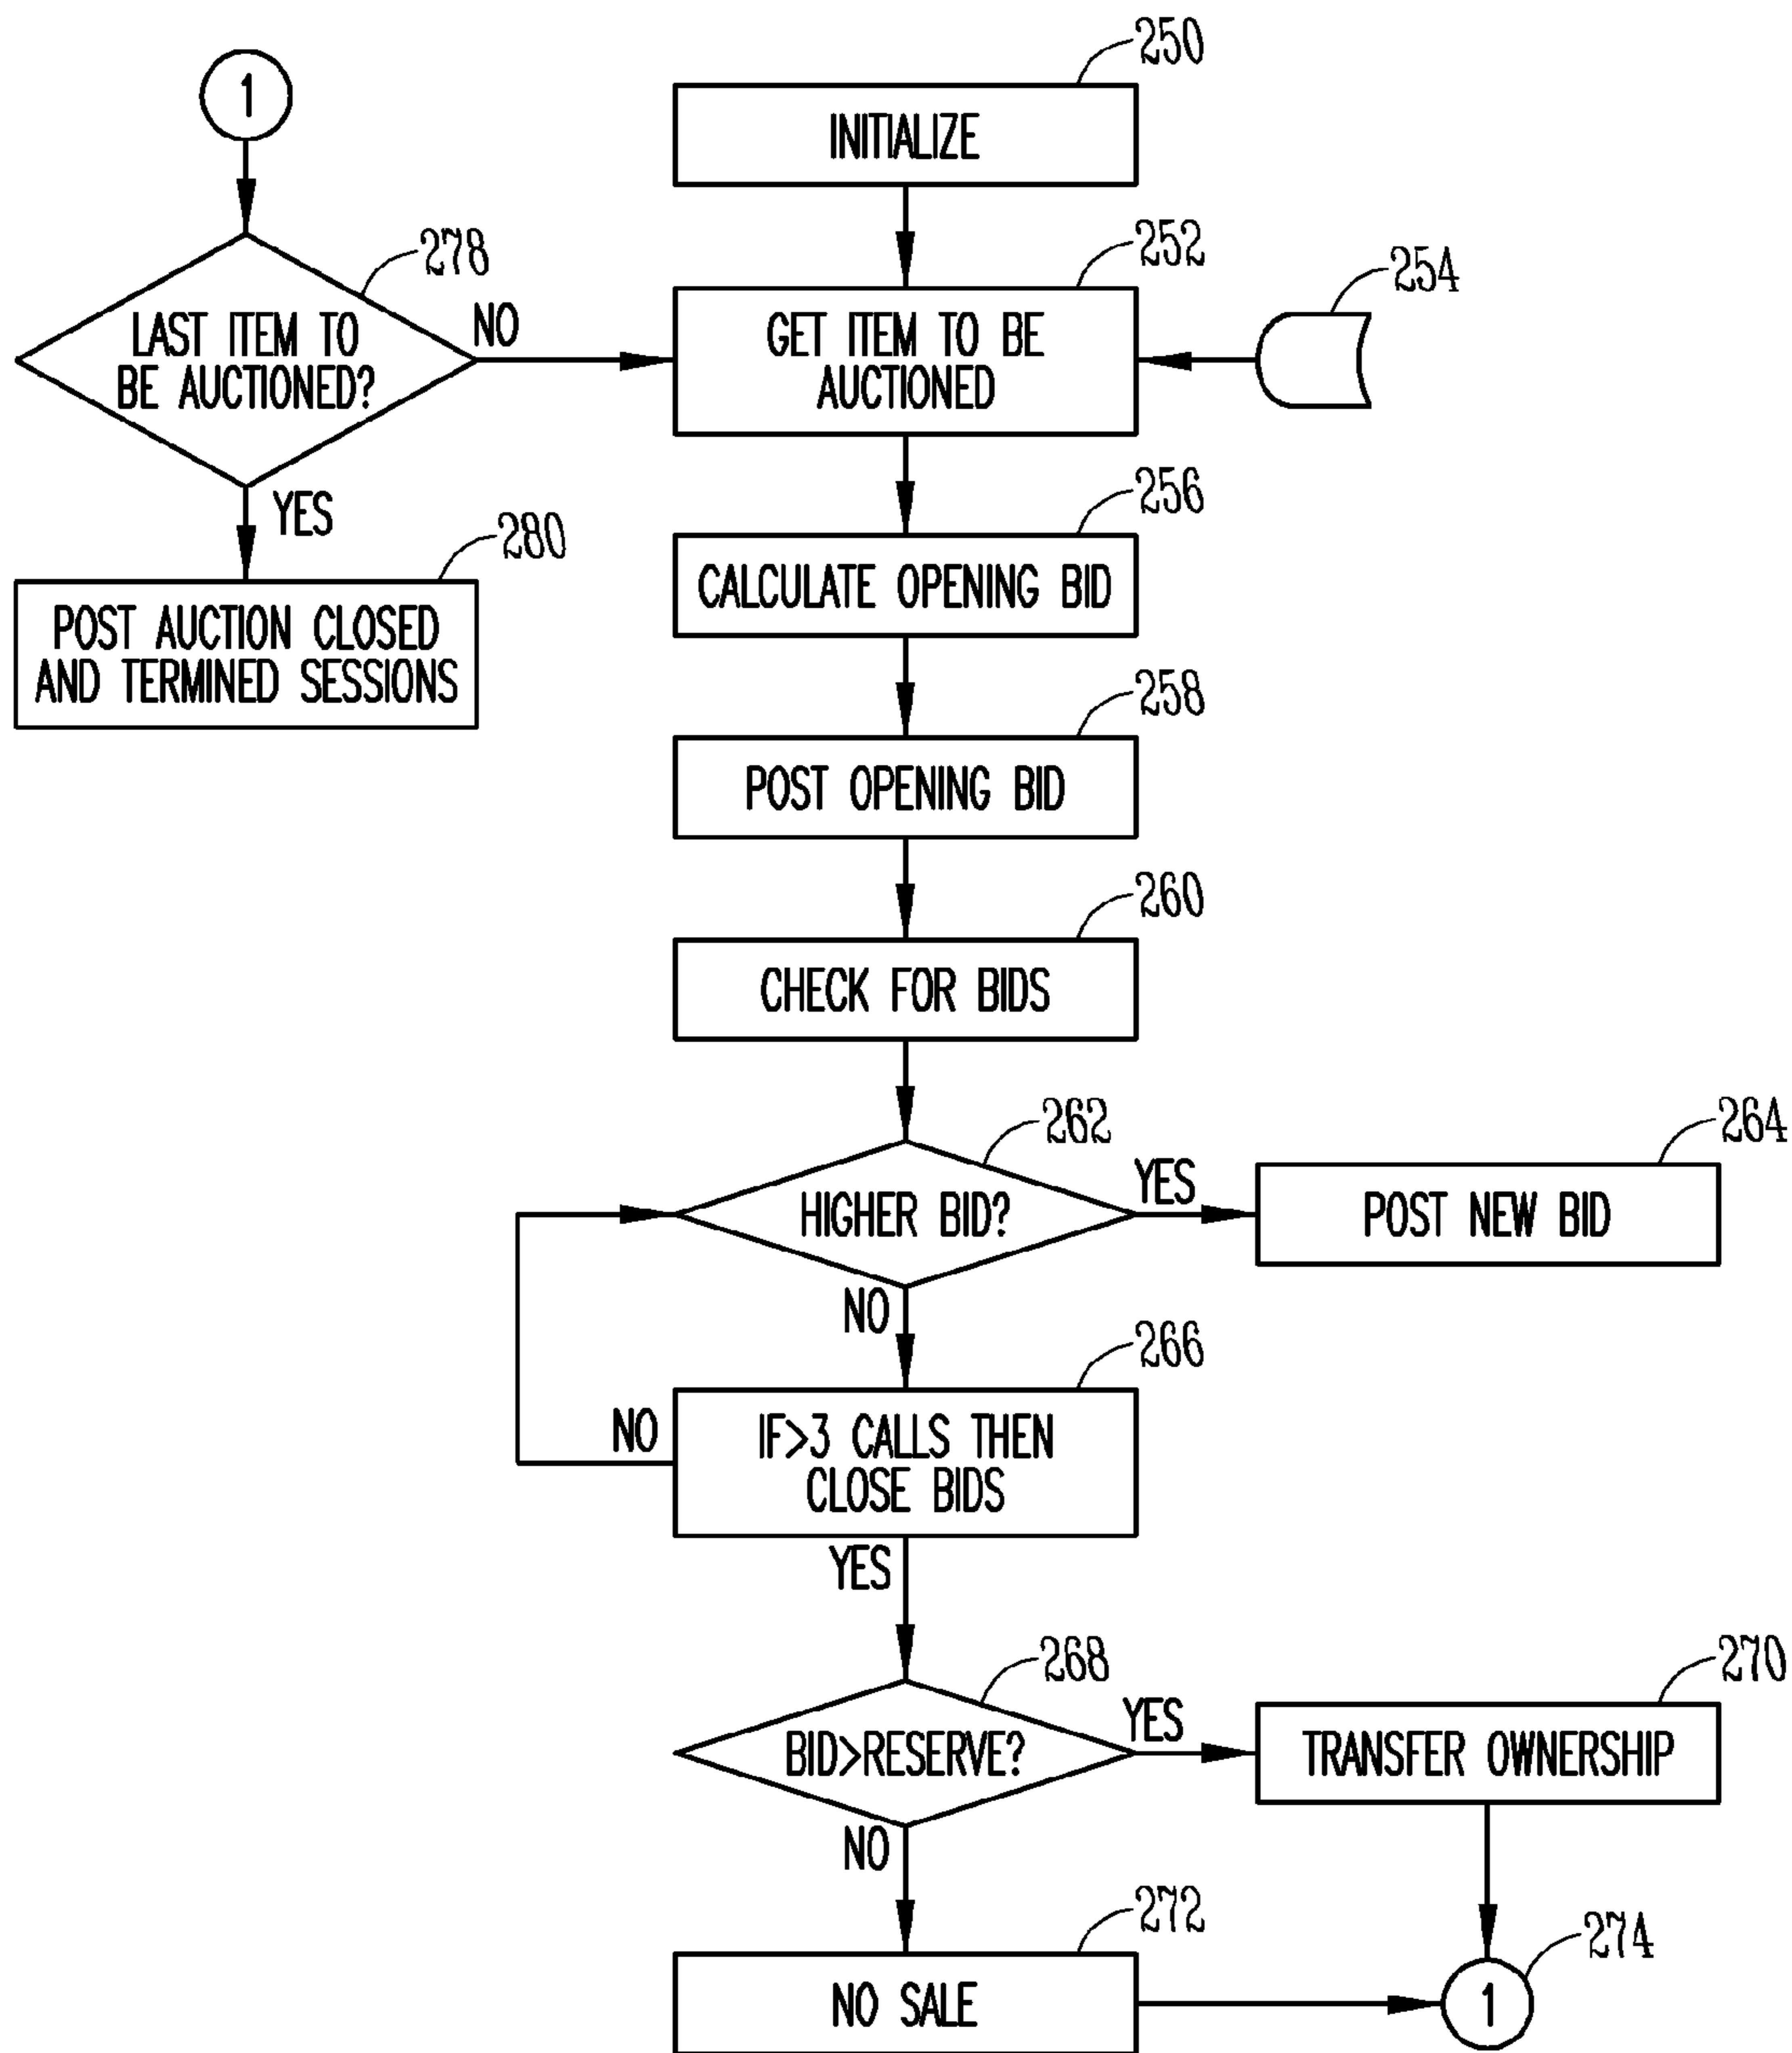 1
278
LAST ITEM TO
BE AUCTIONED?
NO
YES
280
POST AUCTION CLOSED
AND TERMINED SESSIONS
250
INITIALIZE
252
GET ITEM TO BE
AUCTIONED
254
256
CALCULATE OPENING BID
258
POST OPENING BID
260
CHECK FOR BIDS
262
HIGHER BID?
YES
264
POST NEW BID
NO
266
IF>3 CALLS THEN
CLOSE BIDS
NO
YES
268
BID>RESERVE?
YES
270
TRANSFER OWNERSHIP
NO
272
NO SALE
274
1